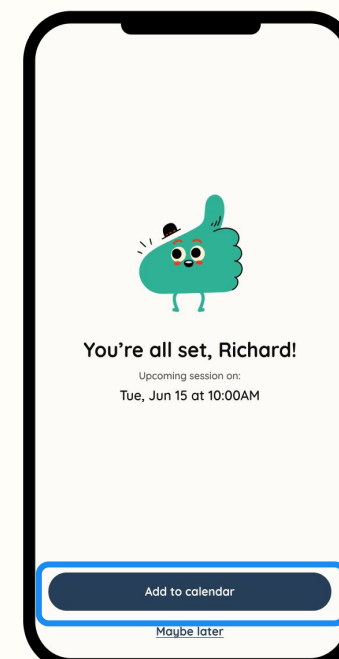 You’re all set, Richard!
Upcoming session on:
Tue, Jun 15 at 10:00AM
Add to calendar
Maybe later